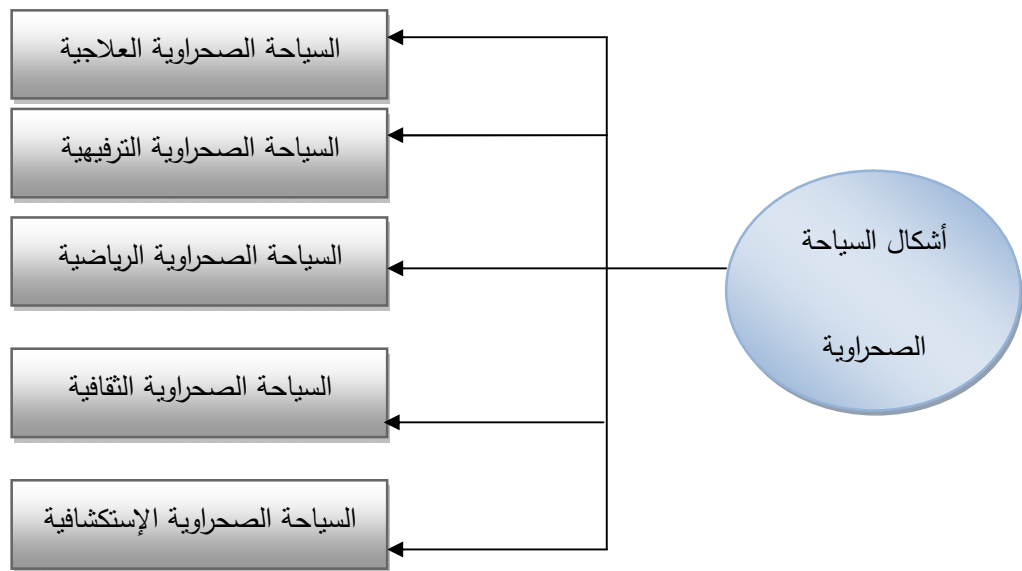 أشكال السياحة
الصحراوية
السياحة الصحراوية العلاجية
السياحة الصحراوية الترفيهية
السياحة الصحراوية الرياضية
السياحة الصحراوية الثقافية
السياحة الصحراوية الإستكشافية